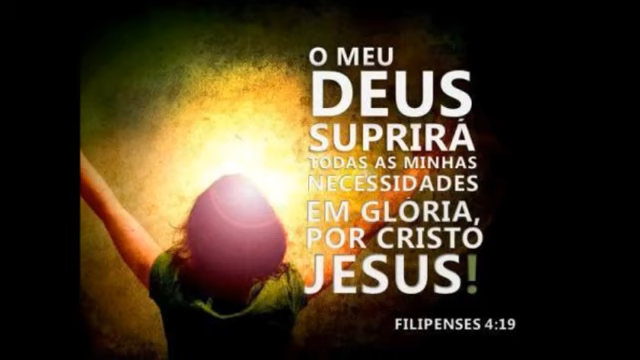 O MEU
DEUS
SUPRIRÁ
TODAS AS MINHAS
NECESSIDADES
EM GLÓRIA,
POR CRISTO
JESUS!
FILIPENSES 4:19